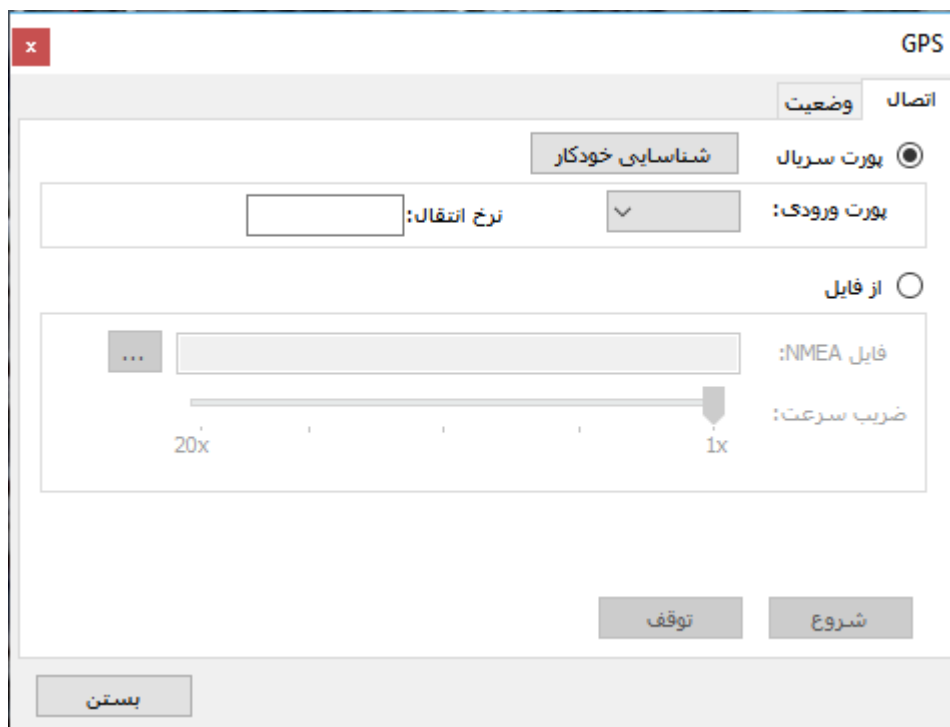 GPS
x
اتصال
وضعیت
پورت سریال
شناسایی خودکار
پورت ورودی:
نرخ انتقال:
از فایل
فایل NMEA:
...
ضریب سرعت:
1x
20x
شروع
توقف
بستن